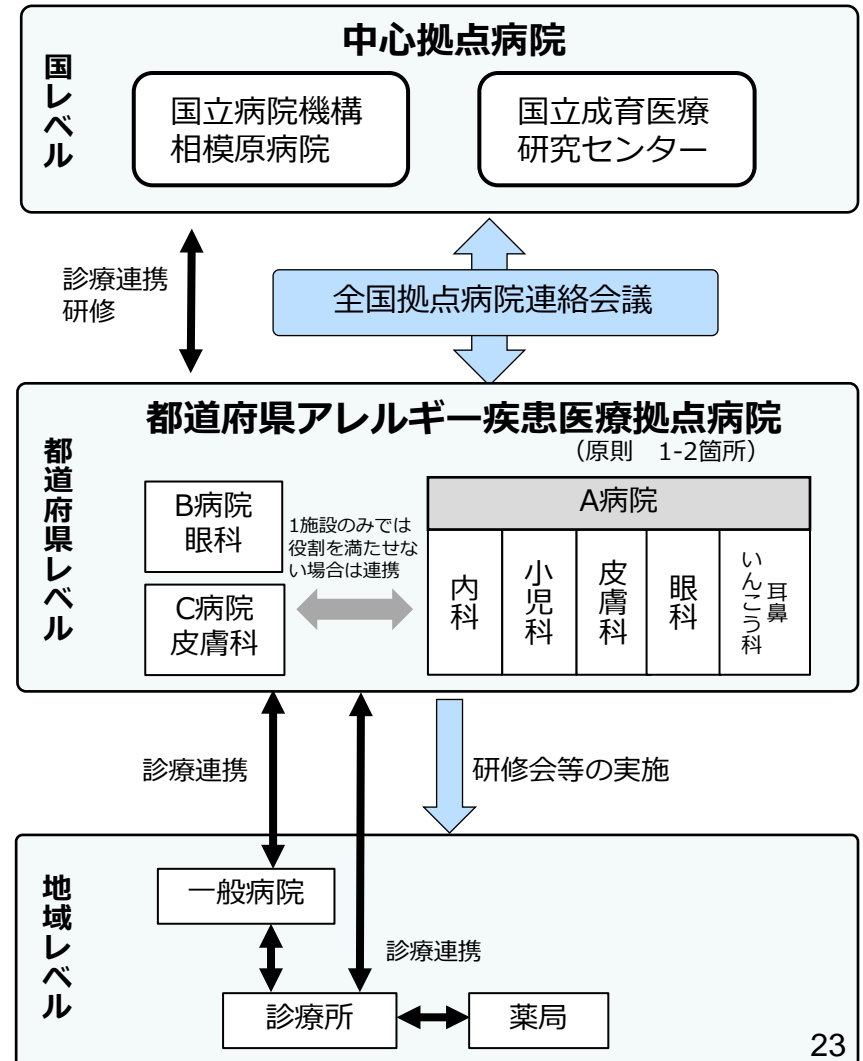 国レベル
中心拠点病院
国立病院機構
相模原病院
国立成育医療
研究センター
診療連携
研修
全国拠点病院連絡会議
都道府県レベル
都道府県アレルギー疾患医療拠点病院
（原則　1-2箇所）
B病院
眼科
C病院
皮膚科
1施設のみでは
役割を満たせな
い場合は連携
A病院
内科
小児科
皮膚科
眼科
耳鼻
いんこう科
診療連携
研修会等の実施
地域レベル
一般病院
診療連携
診療所
薬局
23